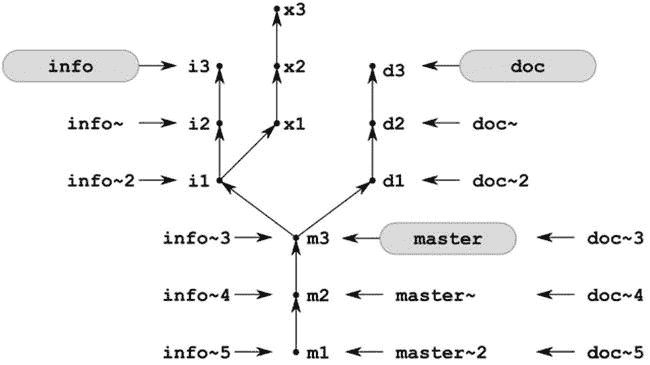 x3
info i3 x2 d3 doc
info~ i2 x1 d2 doc~
info~2 i1 d1 doc~2
info~3 m3 master doc~3
info~4 m2 master~ doc~4
info~5 m1 master~2 doc~5